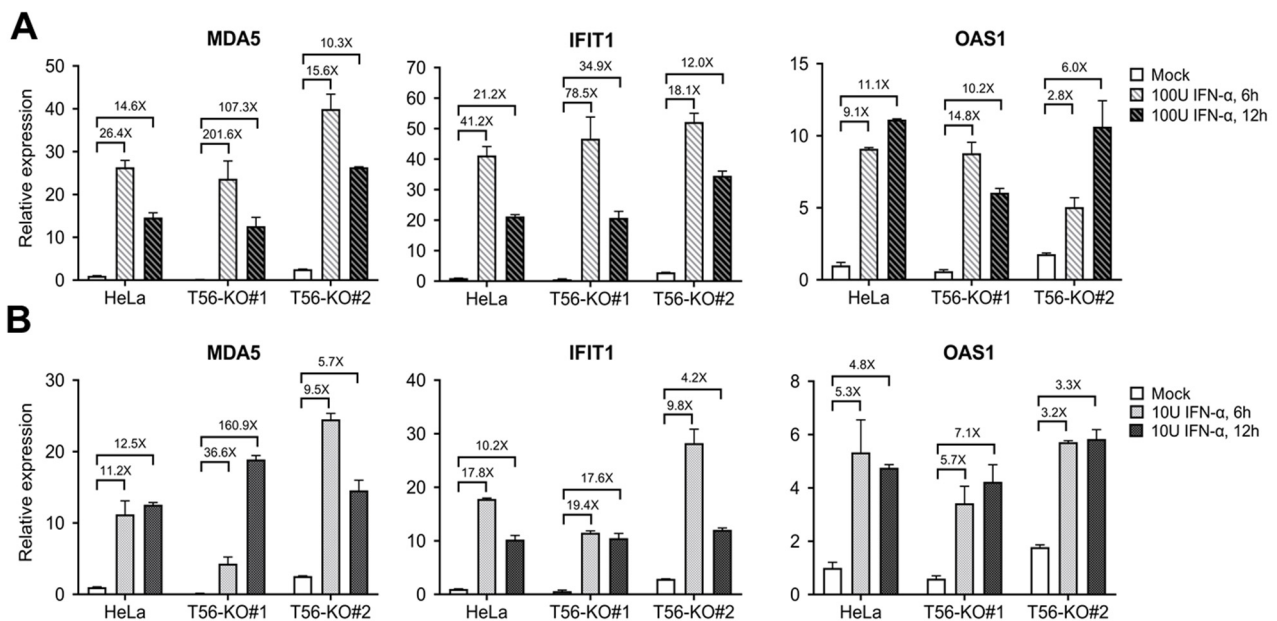 A
MDA5
IFIT1
OAS1
Relative expression
50
40
30
20
10
0
14.6X
26.4X
107.3X
201.6X
10.3X
15.6X
HeLa
T56-KO#1
T56-KO#2
70
60
50
40
30
20
10
0
21.2X
41.2X
34.9X
78.5X
12.0X
18.1X
HeLa
T56-KO#1
T56-KO#2
15
10
5
0
11.1X
9.1X
10.2X
14.8X
6.0X
2.8X
HeLa
T56-KO#1
T56-KO#2
Mock
100U IFN-α, 6h
100U IFN-α, 12h
B
MDA5
IFIT1
OAS1
Relative expression
30
20
10
0
12.5X
11.2X
160.9X
36.6X
5.7X
9.5X
HeLa
T56-KO#1
T56-KO#2
40
30
20
10
0
10.2X
17.8X
17.6X
19.4X
4.2X
9.8X
HeLa
T56-KO#1
T56-KO#2
8
6
4
2
0
4.8X
5.3X
7.1X
5.7X
3.3X
3.2X
HeLa
T56-KO#1
T56-KO#2
Mock
10U IFN-α, 6h
10U IFN-α, 12h